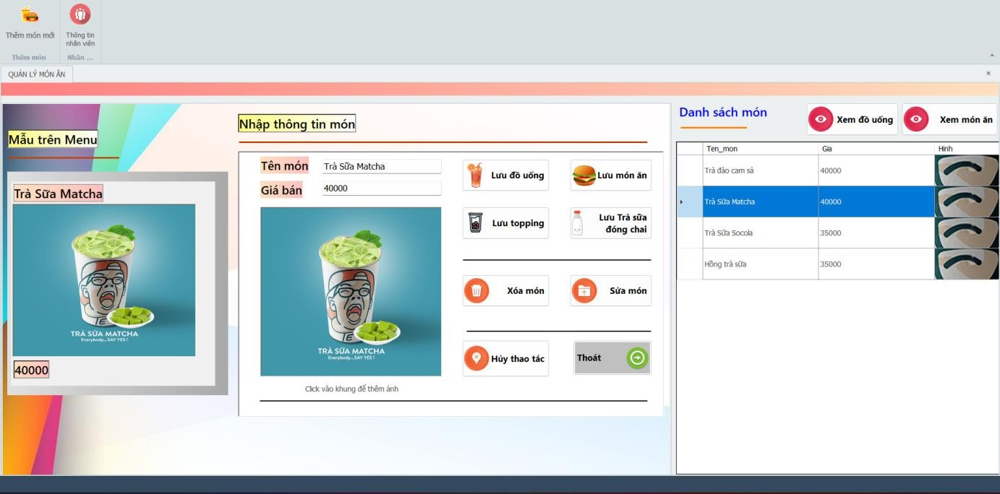 Thêm món mới
Thông tin
nhân viên
Thêm món
Nhân ...
QUẢN LÝ MÓN ĂN
Mẫu trên Menu
Trà Sữa Matcha
TRÀ SỮA MATCHA
Everybody...SAY YES !
40000
Nhập thông tin món
Tên món
Trà Sữa Matcha
Giá bán
40000
TRÀ SỮA MATCHA
Everybody...SAY YES !
Click vào khung để thêm ảnh
Lưu đồ uống
Lưu món ăn
Lưu topping
Lưu Trà sữa
đóng chai
Xóa món
Sửa món
Hủy thao tác
Thoát
Danh sách món
Xem đồ uống
Xem món ăn
Ten_mon Gia Hinh
Trà đào cam sả 40000
Trà Sữa Matcha 40000
Trà Sữa Socola 35000
Hồng trà sữa 35000